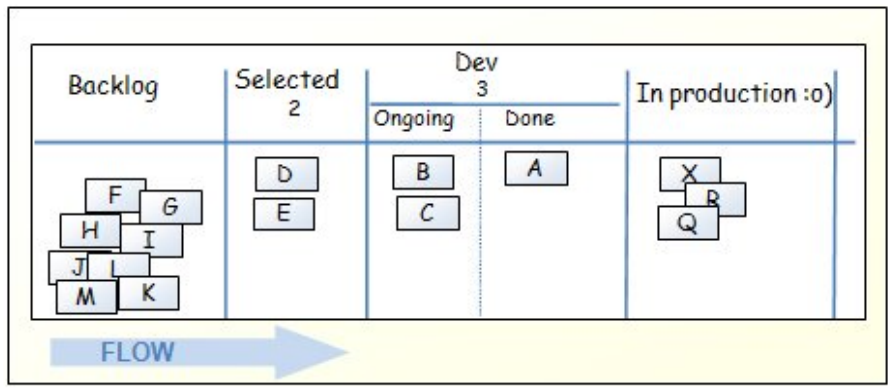 Backlog
Selected
2
Dev
3
Ongoing
Done
In production :o)
F
G
H
I
J
L
M
K
D
E
B
C
A
X
R
Q
FLOW